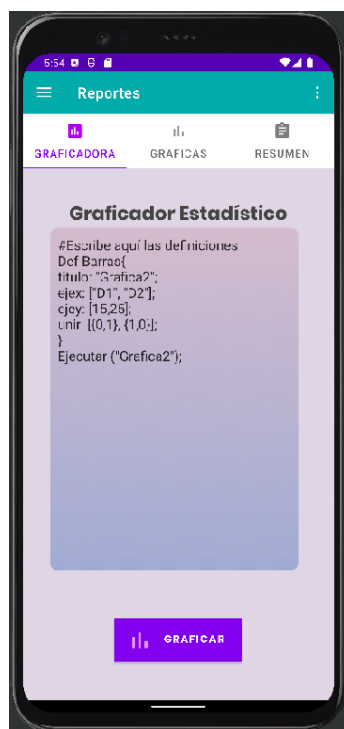 5:54
Reportes
GRAFICADORA GRAFICAS RESUMEN
Graficador Estadístico
#Escribe aquí las definiciones
Def Barras{
titulo: "Grafica2";
ejex: ["D1", "D2"];
ejey: [15,25];
unir: [{0,1}, {1,0}];
}
Ejecutar ("Grafica2");
GRAFICAR